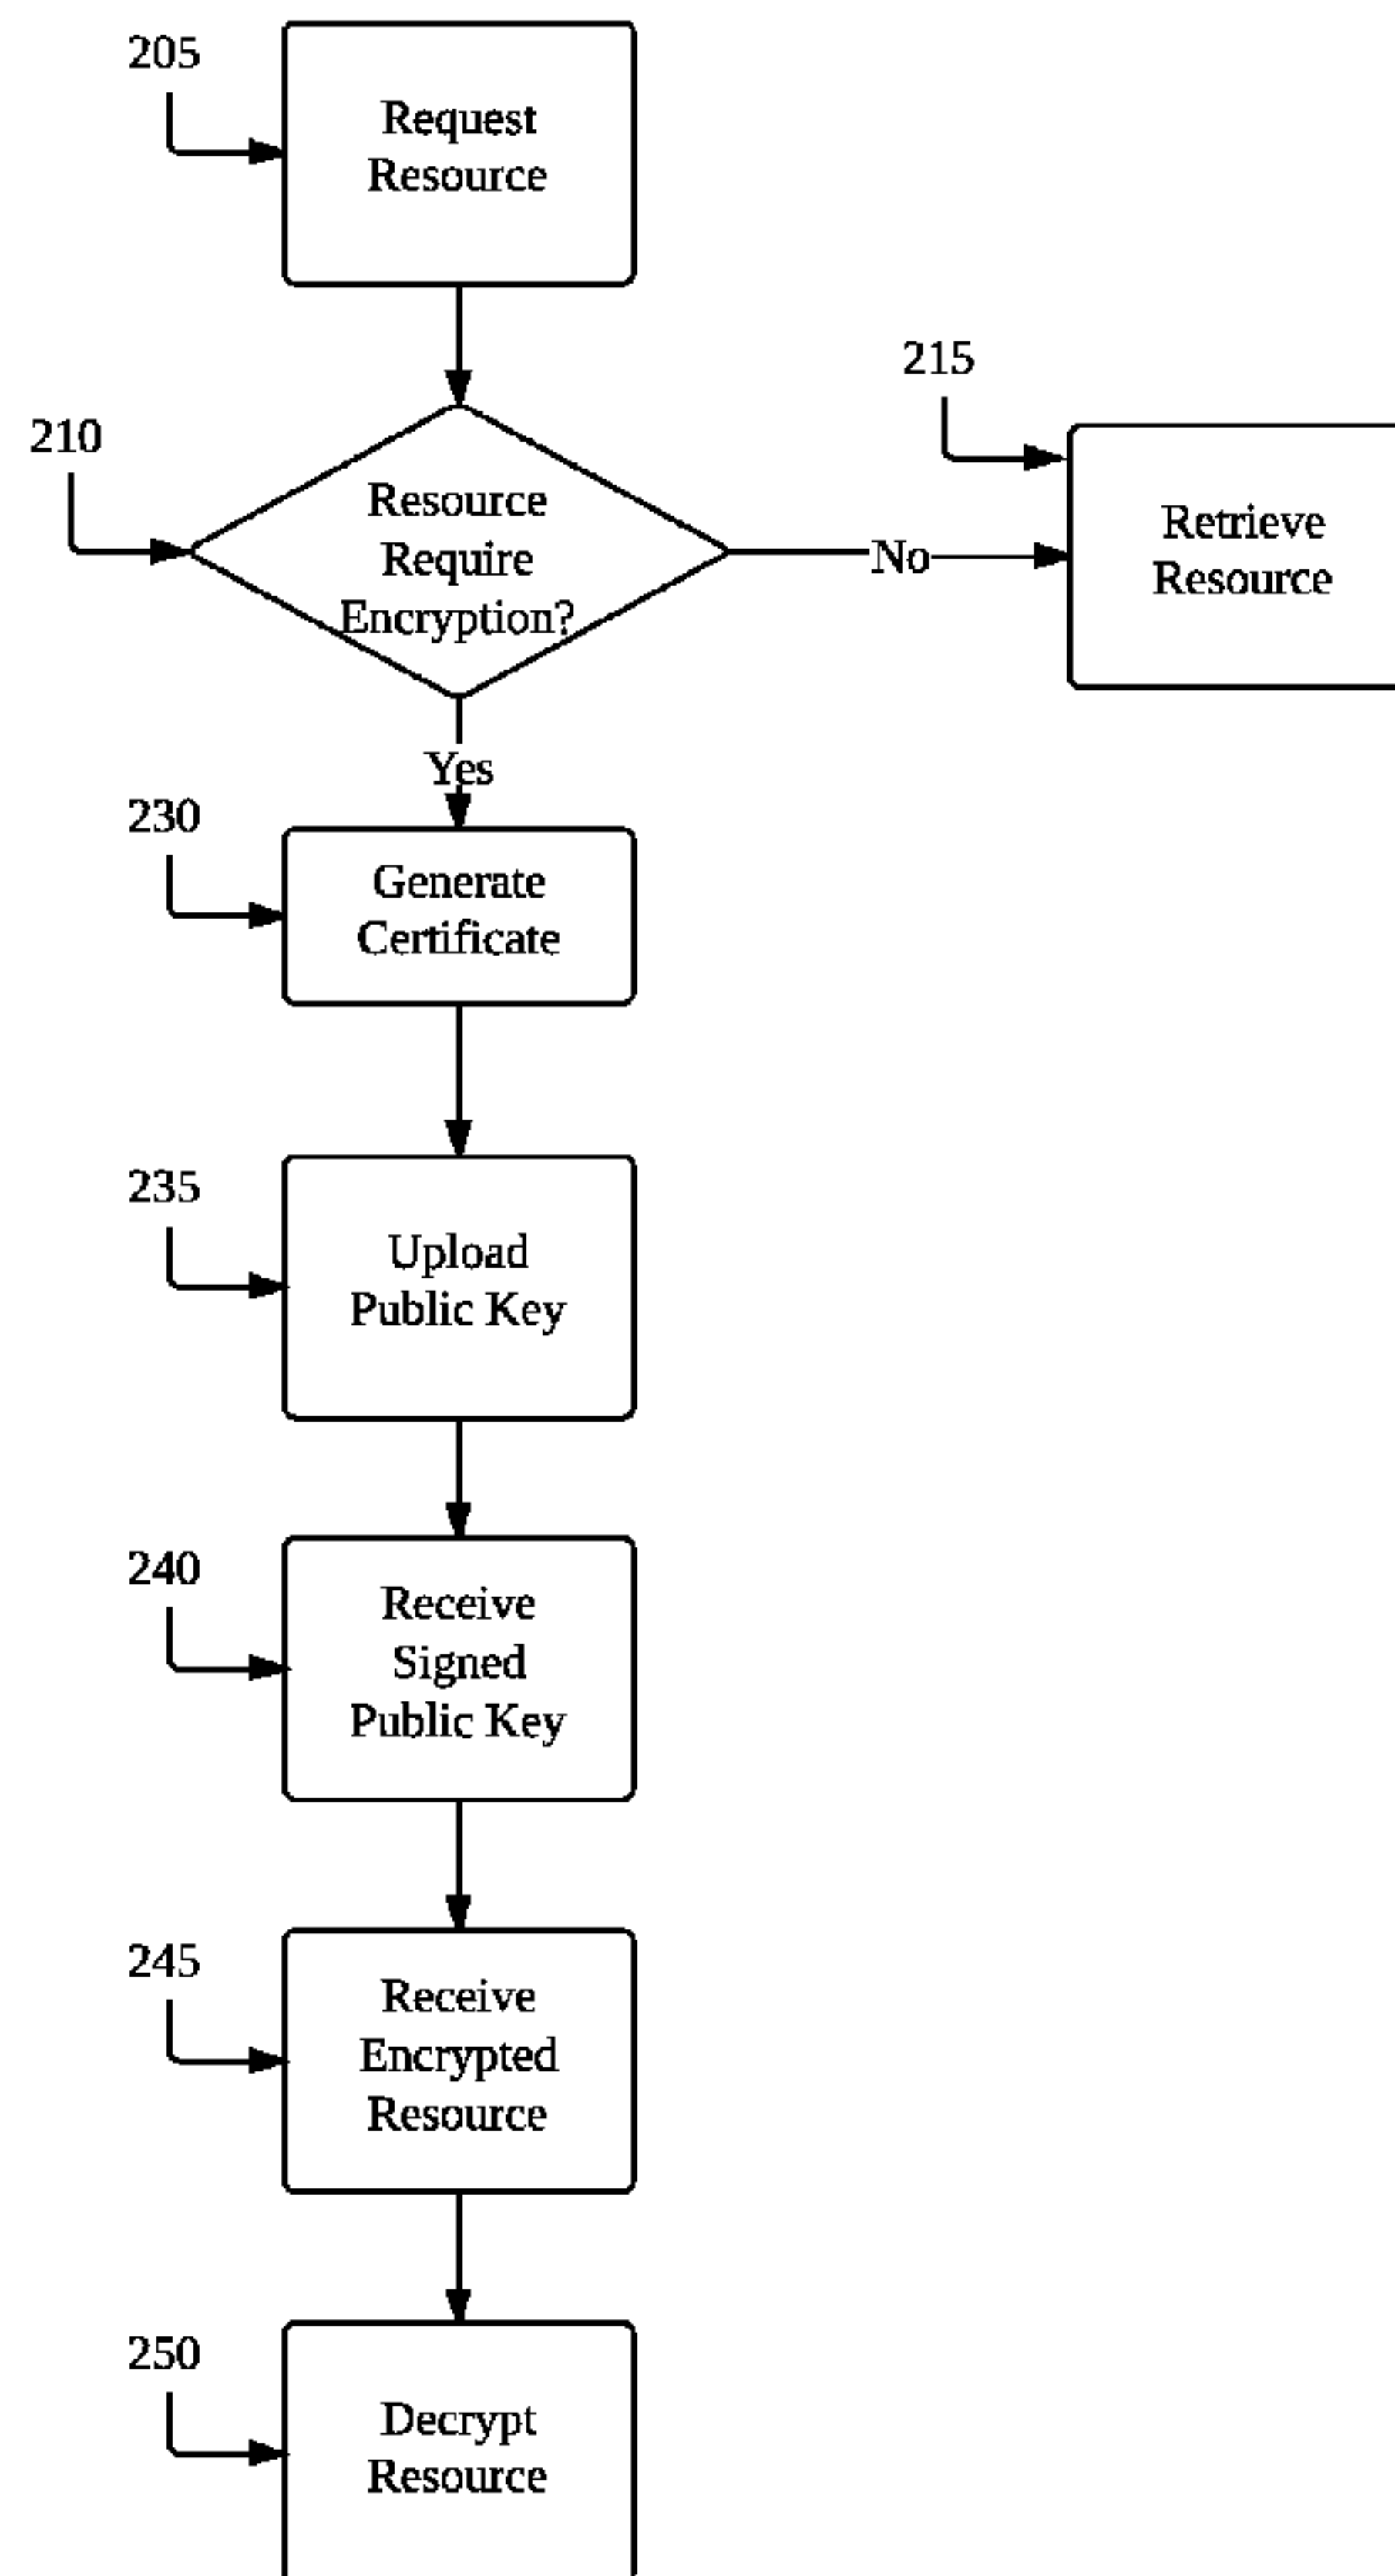 205
Request
Resource
210
Resource
Require
Encryption?
215
No
Retrieve
Resource
Yes
230
Generate
Certificate
235
Upload
Public Key
240
Receive
Signed
Public Key
245
Receive
Encrypted
Resource
250
Decrypt
Resource